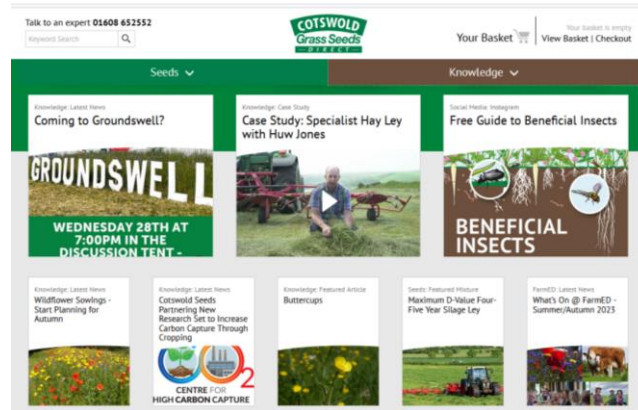 Talk to an expert 01608 652552
Keyword Search
COTSWOLD
Grass Seeds
DIRECT
Your Basket
Your basket is empty
View Basket | Checkout
Seeds
Knowledge
Knowledge: Latest News
Coming to Groundswell?
GROUNDSWELL
WEDNESDAY 28TH AT
7:00PM IN THE
DISCUSSION TENT -
Knowledge: Case Study
Case Study: Specialist Hay Ley
with Huw Jones
Social Media: Instagram
Free Guide to Beneficial Insects
BENEFICIAL
INSECTS
Knowledge: Latest News
Wildflower Sowings -
Start Planning for
Autumn
Knowledge: Latest News
Cotswold Seeds
Partnering New
Research Set to Increase
Carbon Capture Through
Cropping
CO2
CENTRE FOR
HIGH CARBON CAPTURE
Knowledge: Featured Article
Buttercups
Seeds: Featured Mixture
Maximum D-Value Four-
Five Year Silage Ley
FarmED: Latest News
What's On @ FarmED -
Summer/Autumn 2023